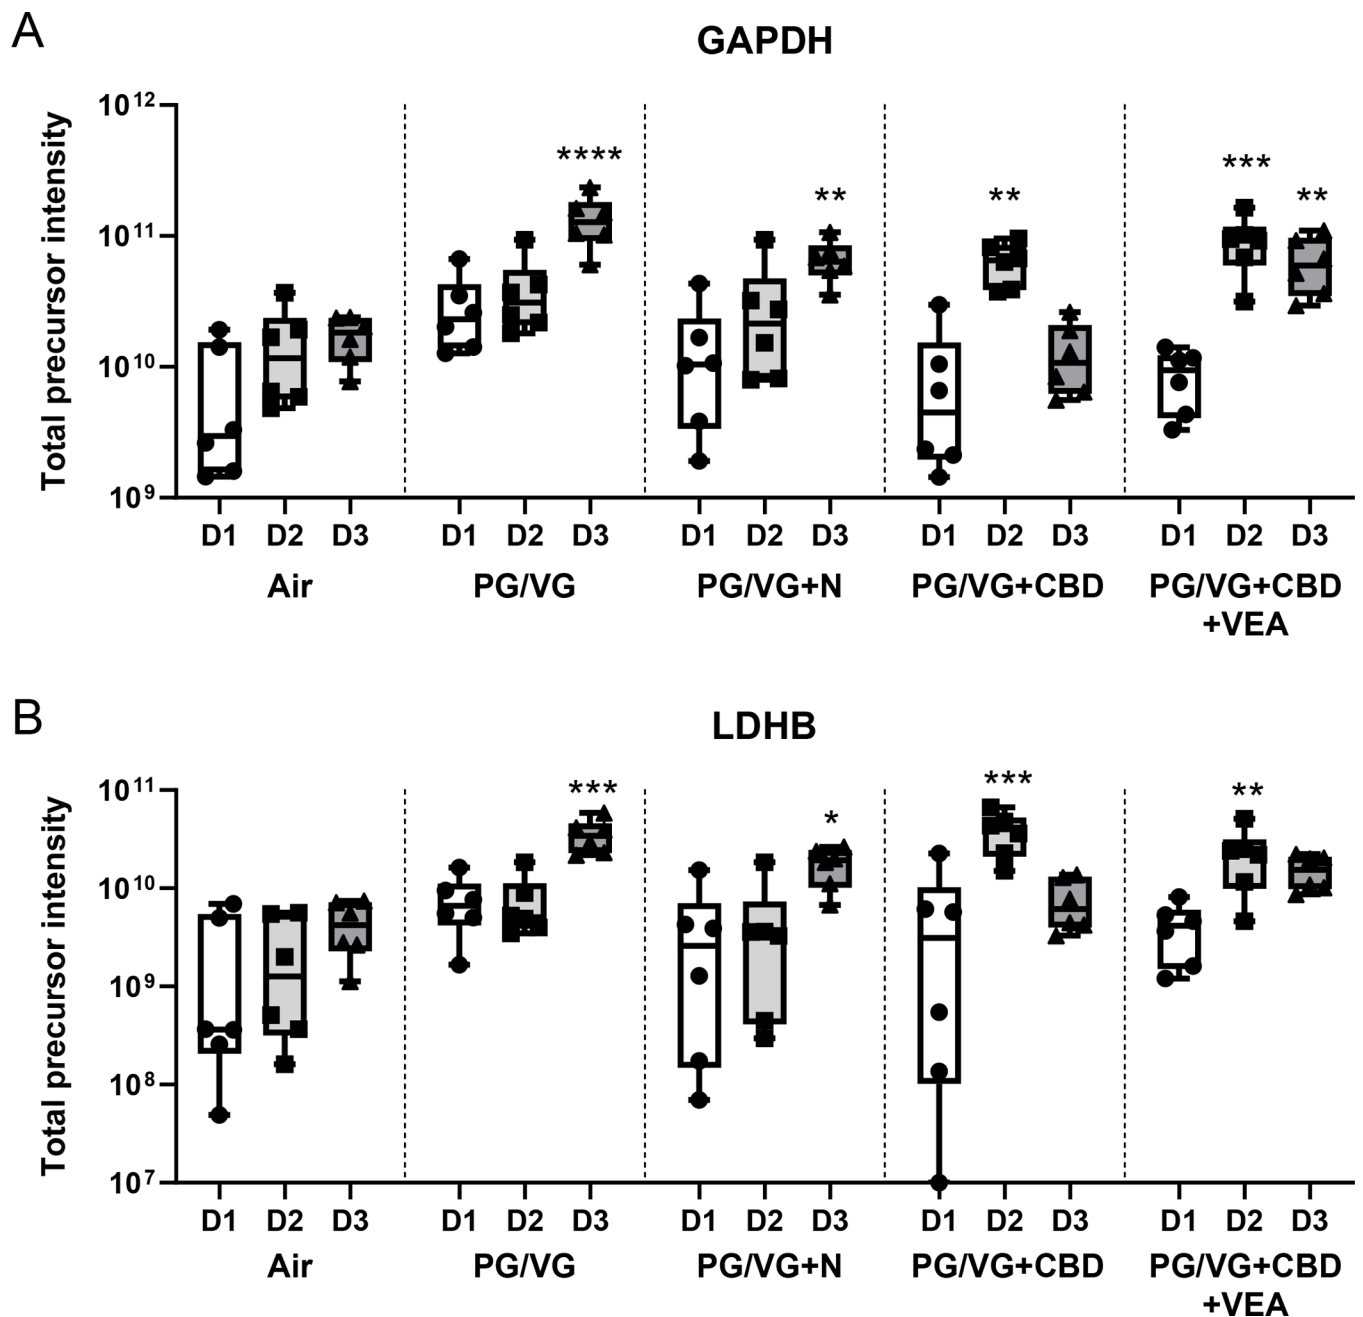 A
GAPDH
Total precursor intensity
10¹²
10¹¹
10¹⁰
10⁹
****
**
**
***
**
D1 D2 D3 D1 D2 D3 D1 D2 D3 D1 D2 D3 D1 D2 D3
Air PG/VG PG/VG+N PG/VG+CBD PG/VG+CBD
+VEA
B
LDHB
Total precursor intensity
10¹¹
10¹⁰
10⁹
10⁸
10⁷
***
*
***
**
D1 D2 D3 D1 D2 D3 D1 D2 D3 D1 D2 D3 D1 D2 D3
Air PG/VG PG/VG+N PG/VG+CBD PG/VG+CBD
+VEA